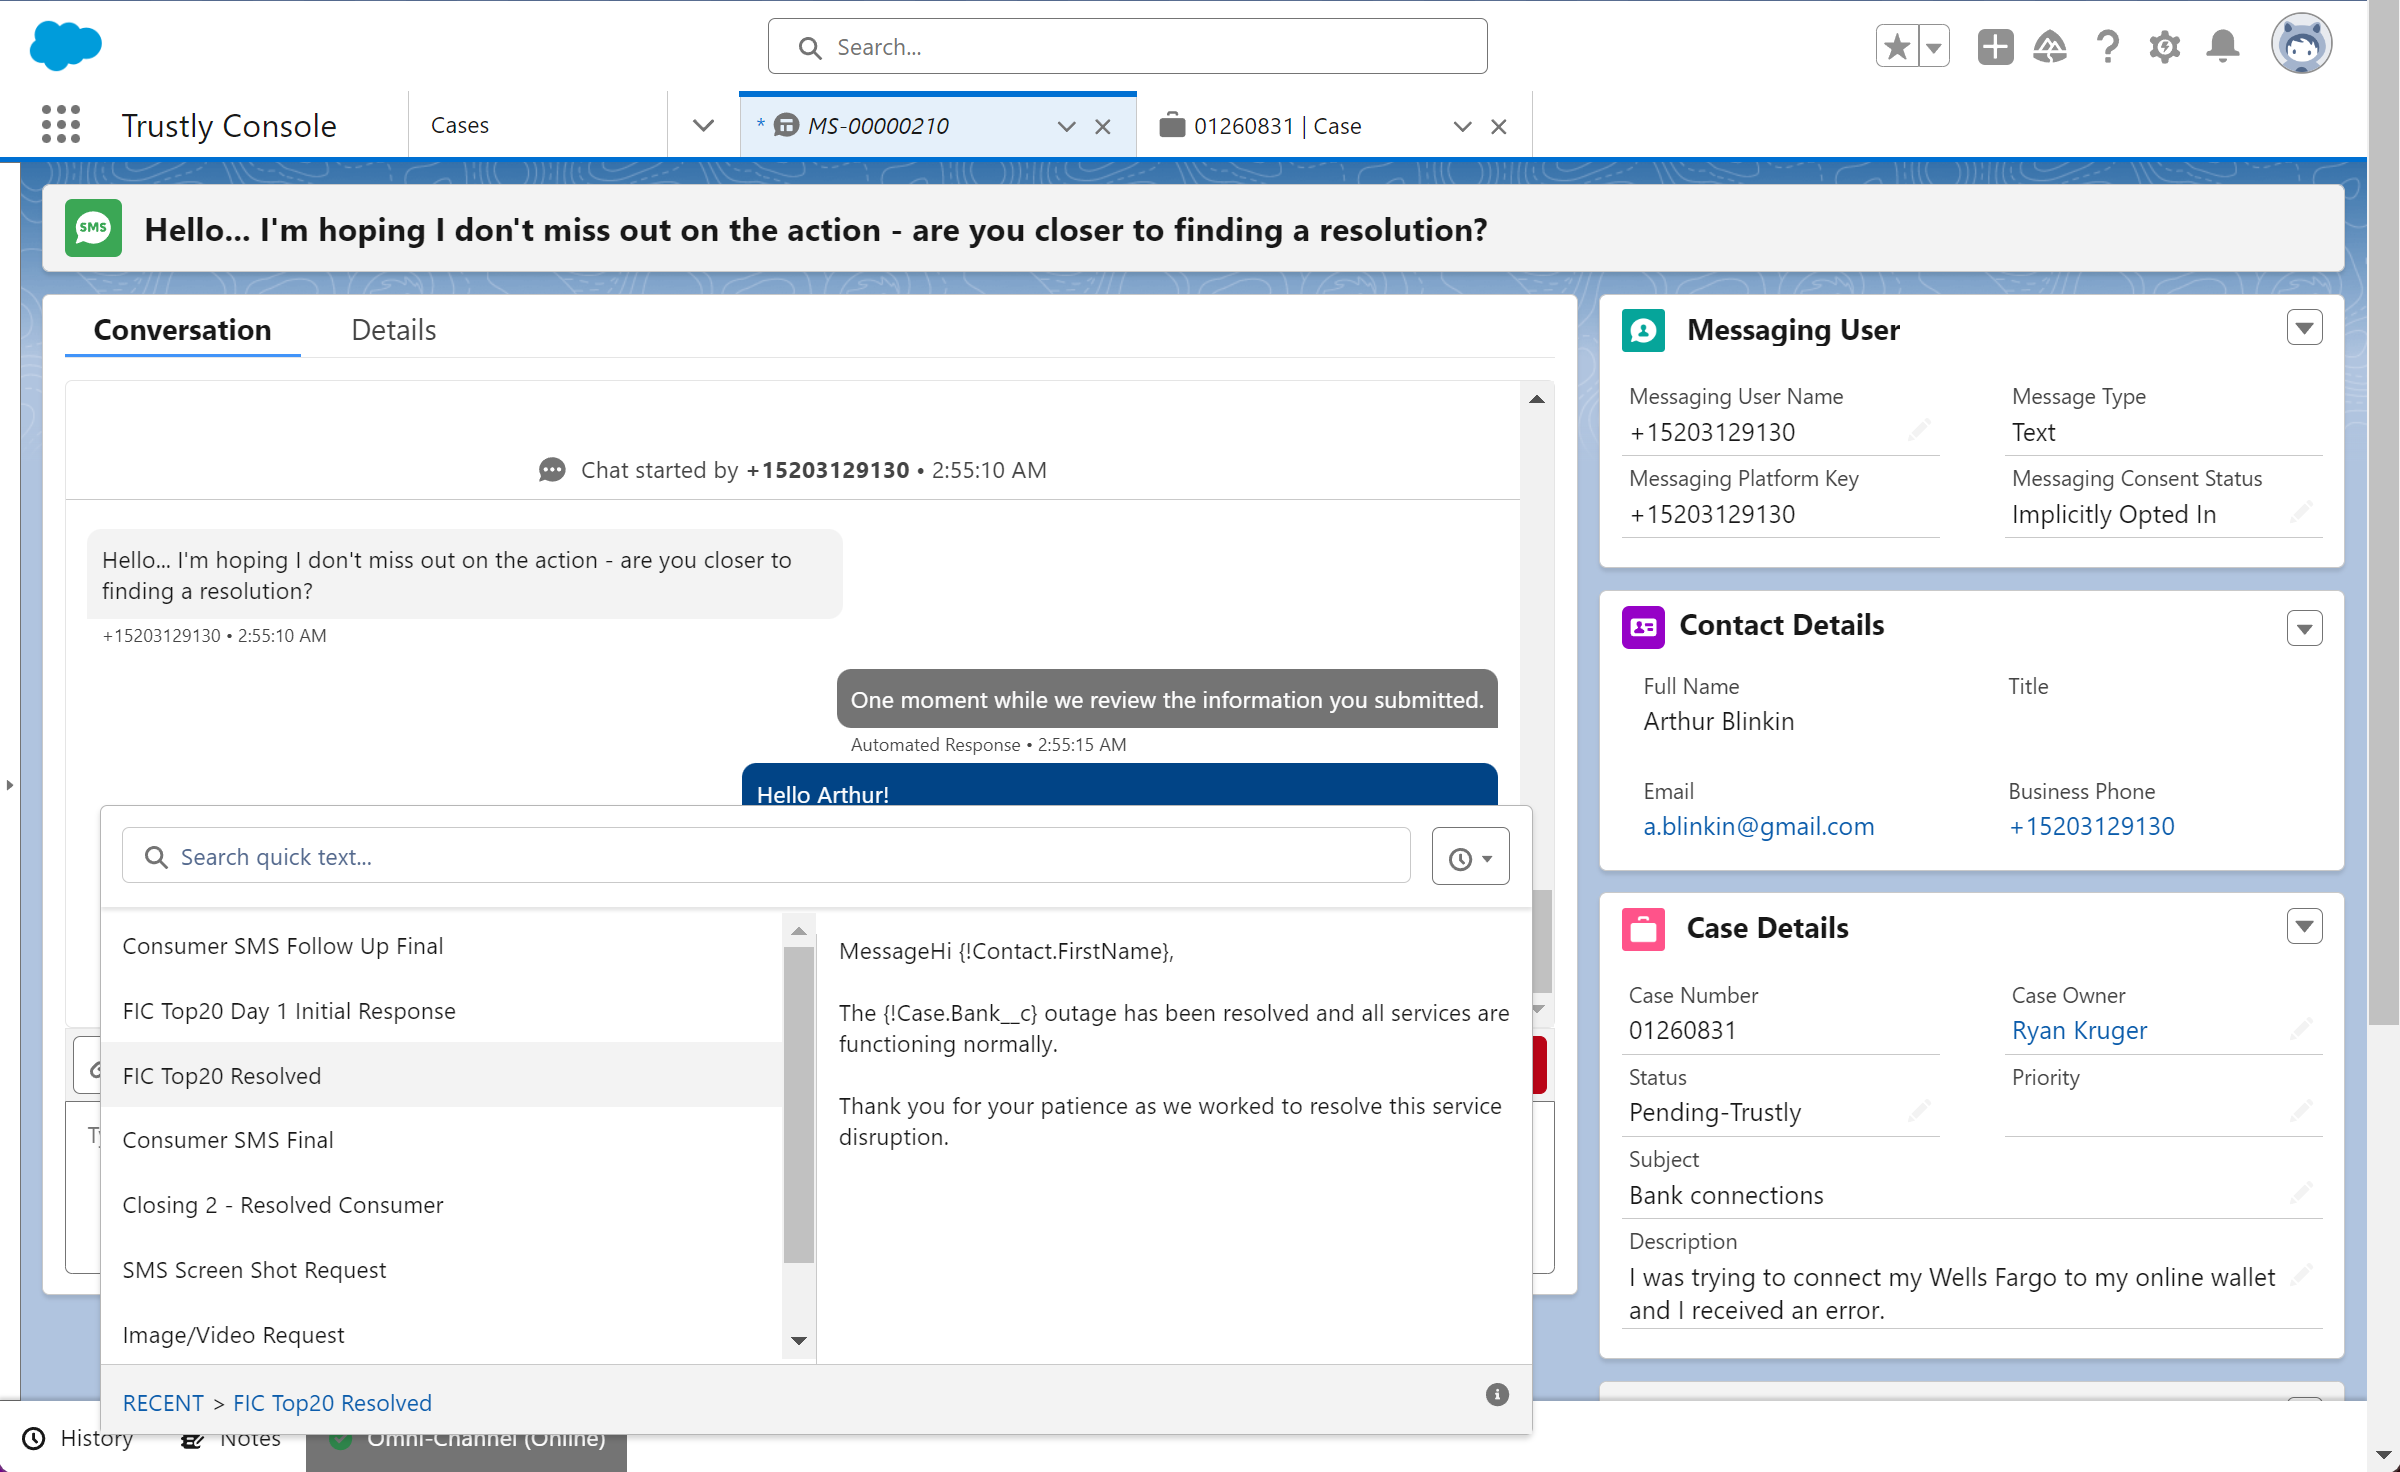 Search...
Trustly Console
Cases
* MS-00000210
01260831 | Case
SMS
Hello... I'm hoping I don't miss out on the action - are you closer to finding a resolution?
Conversation
Details
Chat started by +15203129130 • 2:55:10 AM
Hello... I'm hoping I don't miss out on the action - are you closer to
finding a resolution?
+15203129130 • 2:55:10 AM
One moment while we review the information you submitted.
Automated Response • 2:55:15 AM
Hello Arthur!
Search quick text...
Consumer SMS Follow Up Final
FIC Top20 Day 1 Initial Response
FIC Top20 Resolved
Consumer SMS Final
Closing 2 - Resolved Consumer
SMS Screen Shot Request
Image/Video Request
MessageHi {!Contact.FirstName},
The {!Case.Bank__c} outage has been resolved and all services are
functioning normally.
Thank you for your patience as we worked to resolve this service
disruption.
RECENT > FIC Top20 Resolved
Messaging User
Messaging User Name
+15203129130
Message Type
Text
Messaging Platform Key
+15203129130
Messaging Consent Status
Implicitly Opted In
Contact Details
Full Name
Arthur Blinkin
Title
Email
a.blinkin@gmail.com
Business Phone
+15203129130
Case Details
Case Number
01260831
Case Owner
Ryan Kruger
Status
Pending-Trustly
Priority
Subject
Bank connections
Description
I was trying to connect my Wells Fargo to my online wallet
and I received an error.
History
Notes
Omni-Channel (Online)